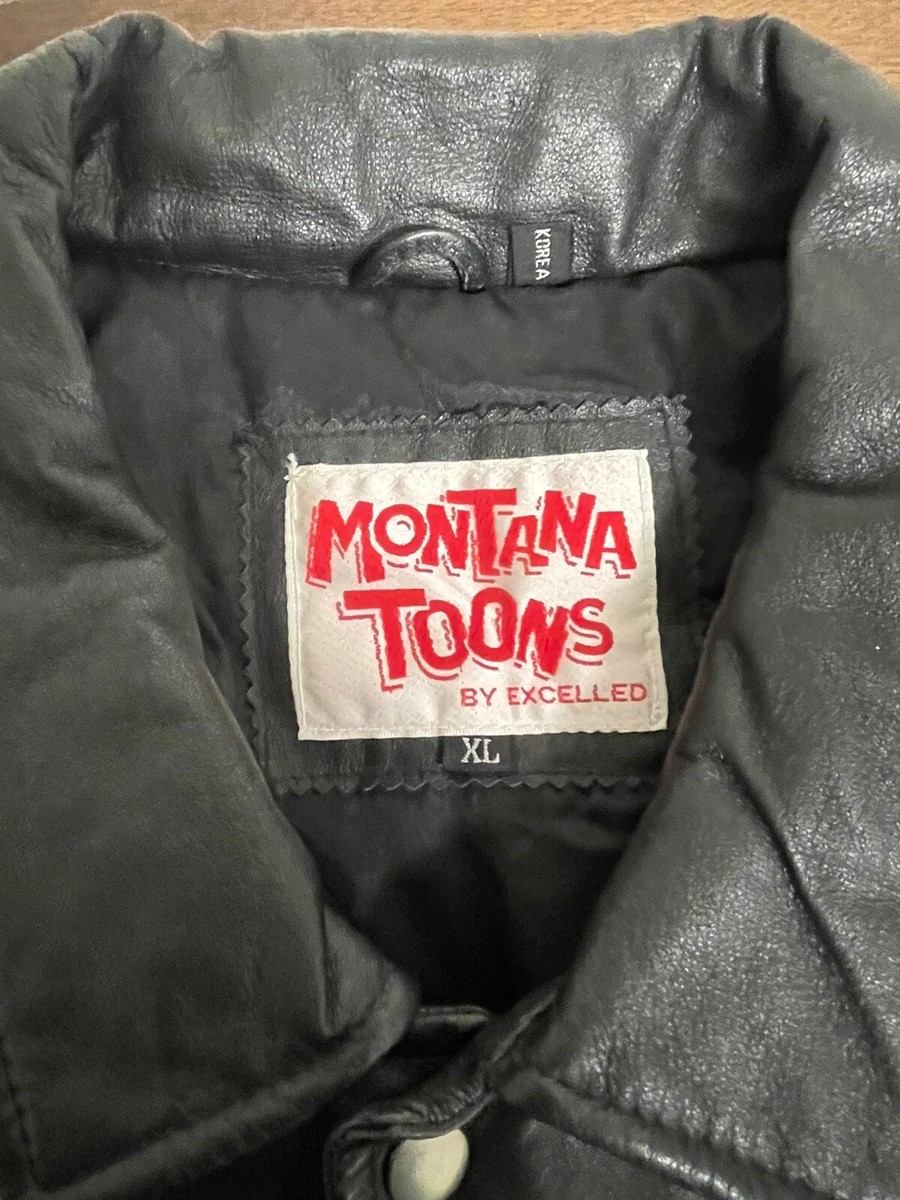 KOREA
MONTANA
TOONS
BY EXCELLED
XL